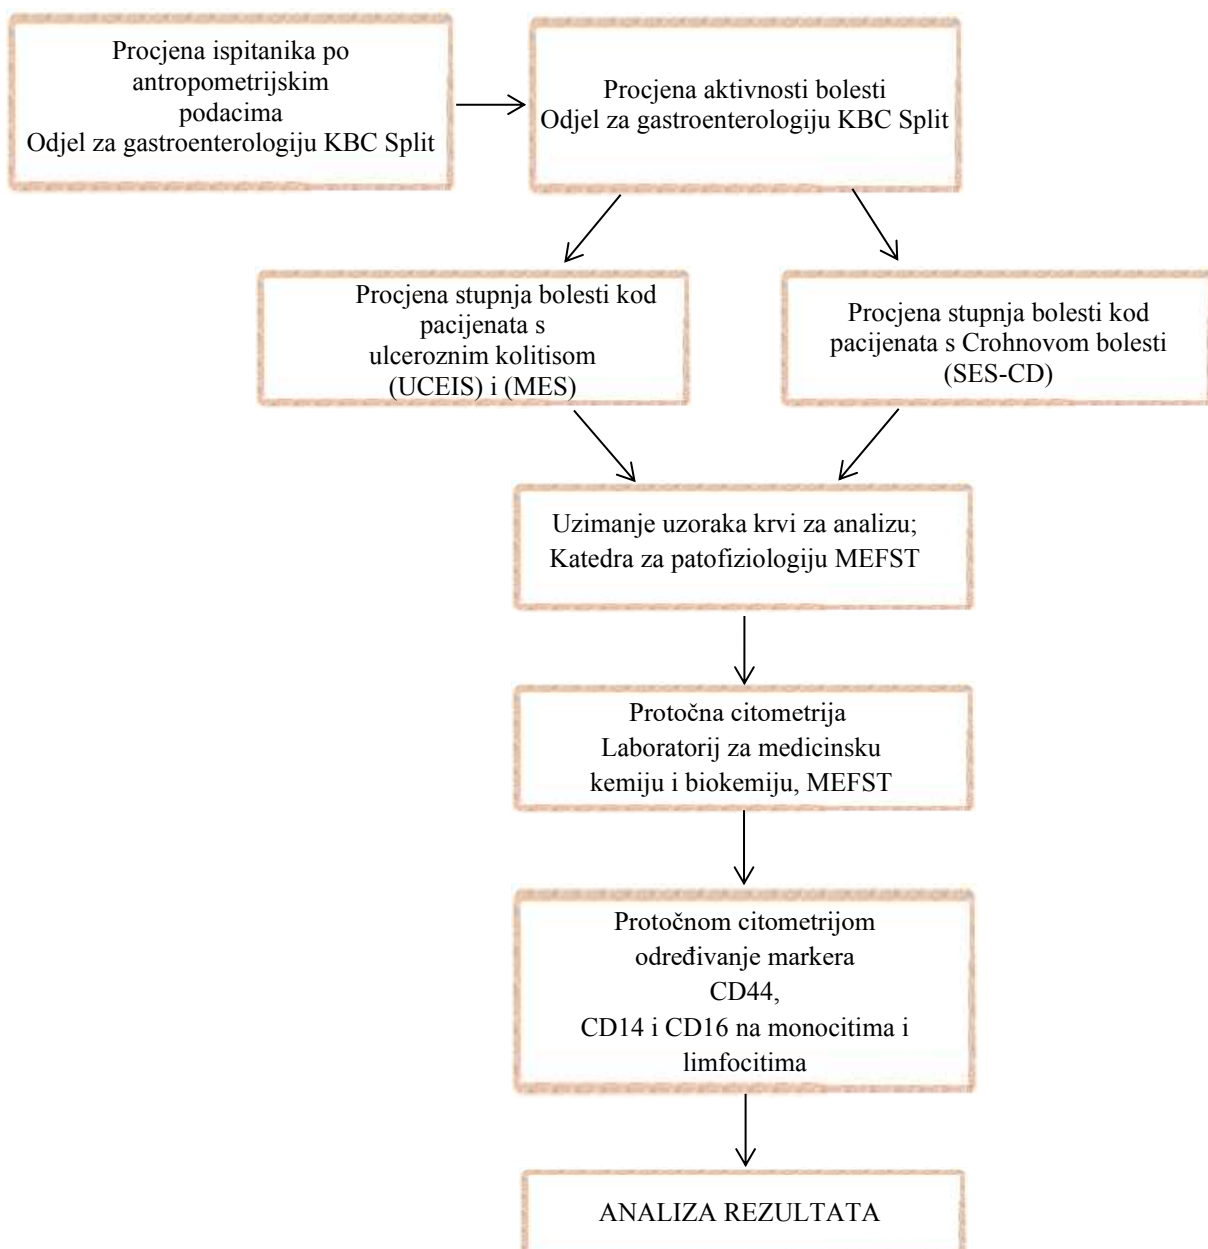 Procjena ispitanika po
antropometrijskim
podacima
Odjel za gastroenterologiju KBC Split
Procjena aktivnosti bolesti
Odjel za gastroenterologiju KBC Split
Procjena stupnja bolesti kod
pacijenata s
ulceroznim kolitisom
(UCEIS) i (MES)
Procjena stupnja bolesti kod
pacijenata s Crohnovom bolesti
(SES-CD)
Uzimanje uzoraka krvi za analizu;
Katedra za patofiziologiju MEFST
Protočna citometrija
Laboratorij za medicinsku
kemiju i biokemiju, MEFST
Protočnom citometrijom
određivanje markera
CD44,
CD14 i CD16 na monocitima i
limfocitima
ANALIZA REZULTATA